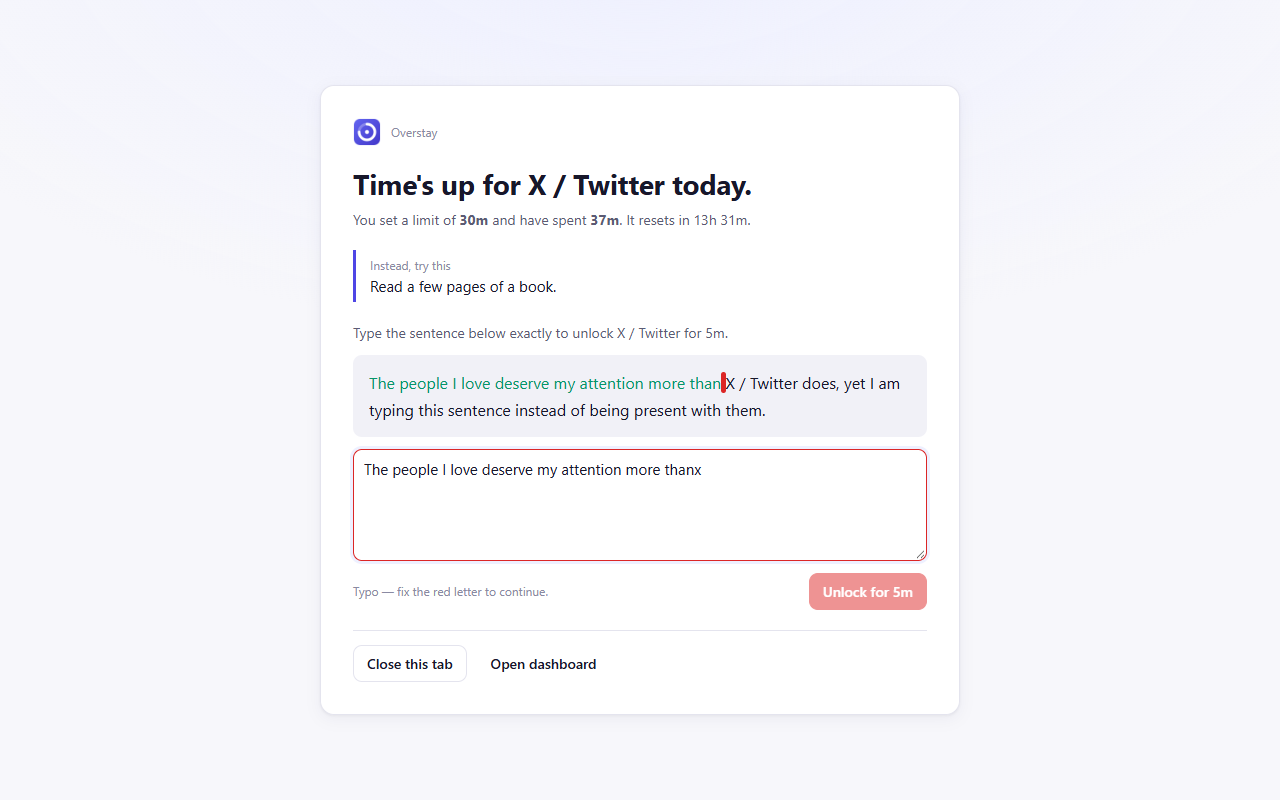 Overstay
Time's up for X / Twitter today.
You set a limit of 30m and have spent 37m. It resets in 13h 31m.
Instead, try this
Read a few pages of a book.
Type the sentence below exactly to unlock X / Twitter for 5m.
The people I love deserve my attention more than X / Twitter does, yet I am
typing this sentence instead of being present with them.
The people I love deserve my attention more thanx
Typo — fix the red letter to continue.
Unlock for 5m
Close this tab
Open dashboard